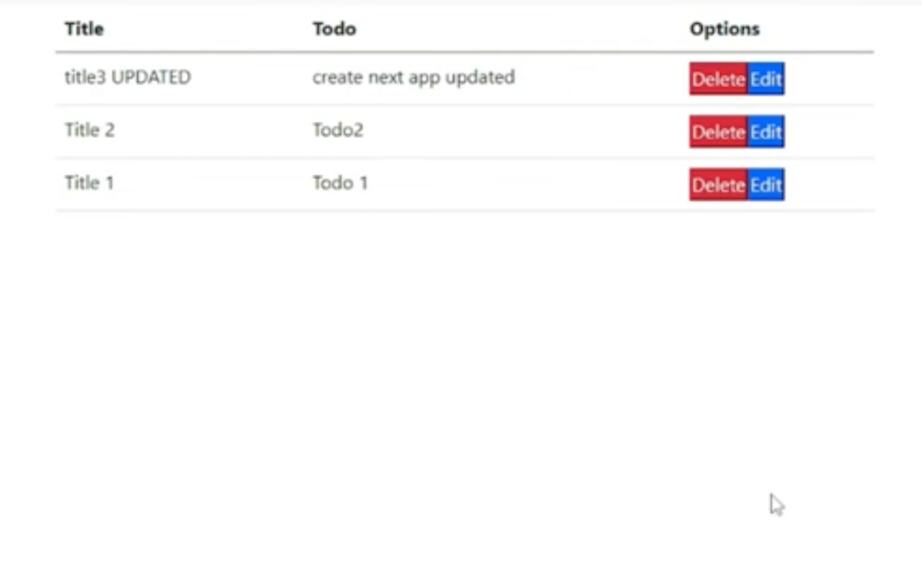 Title Todo Options
title3 UPDATED create next app updated Delete Edit
Title 2 Todo2 Delete Edit
Title 1 Todo 1 Delete Edit